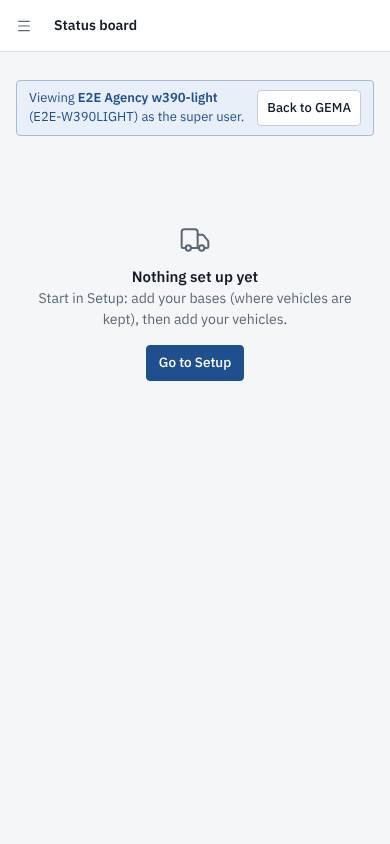 Status board
Viewing E2E Agency w390-light
(E2E-W390LIGHT) as the super user.
Back to GEMA
Nothing set up yet
Start in Setup: add your bases (where vehicles are
kept), then add your vehicles.
Go to Setup